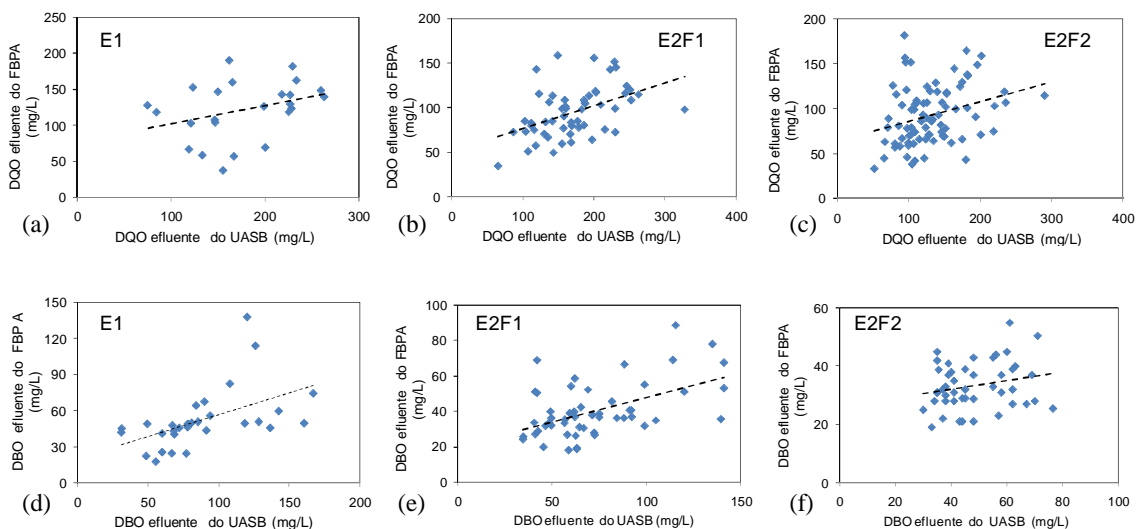 E1
DQO efluente do FBPA
(mg/L)
250
200
150
100
50
0
0 100 200 300
DQO efluente do UASB (mg/L)
(a)
E2F1
DQO efluente do FBPA
(mg/L)
200
150
100
50
0
0 100 200 300 400
DQO efluente do UASB (mg/L)
(b)
E2F2
DQO efluente do FBPA
(mg/L)
200
150
100
50
0
0 100 200 300 400
DQO efluente do UASB (mg/L)
(c)
E1
DBO efluente do FBP A
(mg/L)
150
120
90
60
30
0
0 50 100 150 200
DBO efluente do UASB (mg/L)
(d)
E2F1
DBO efluente do FBPA
(mg/L)
100
80
60
40
20
0
0 50 100 150
DBO efluente do UASB (mg/L)
(e)
E2F2
DBO efluente do FBPA
(mg/L)
60
40
20
0
0 20 40 60 80 100
DBO efluente do UASB (mg/L)
(f)